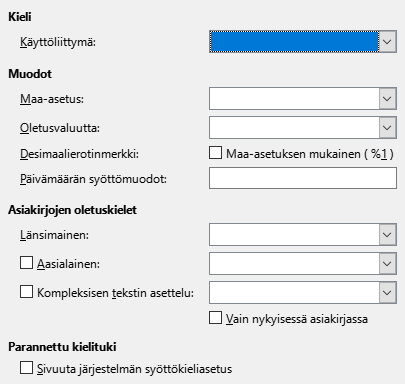 Kieli
Käyttöliittymä:
Muodot
Maa-asetus:
Oletusvaluutta:
Desimaalierotinmerkki: Maa-asetuksen mukainen ( %1 )
Päivämäärän syöttömuodot:
Asiakirjojen oletuskielet
Länsimainen:
Aasialainen:
Kompleksisen tekstin asettelu:
Vain nykyisessä asiakirjassa
Parannettu kielituki
Sivuuta järjestelmän syöttökieliasetus